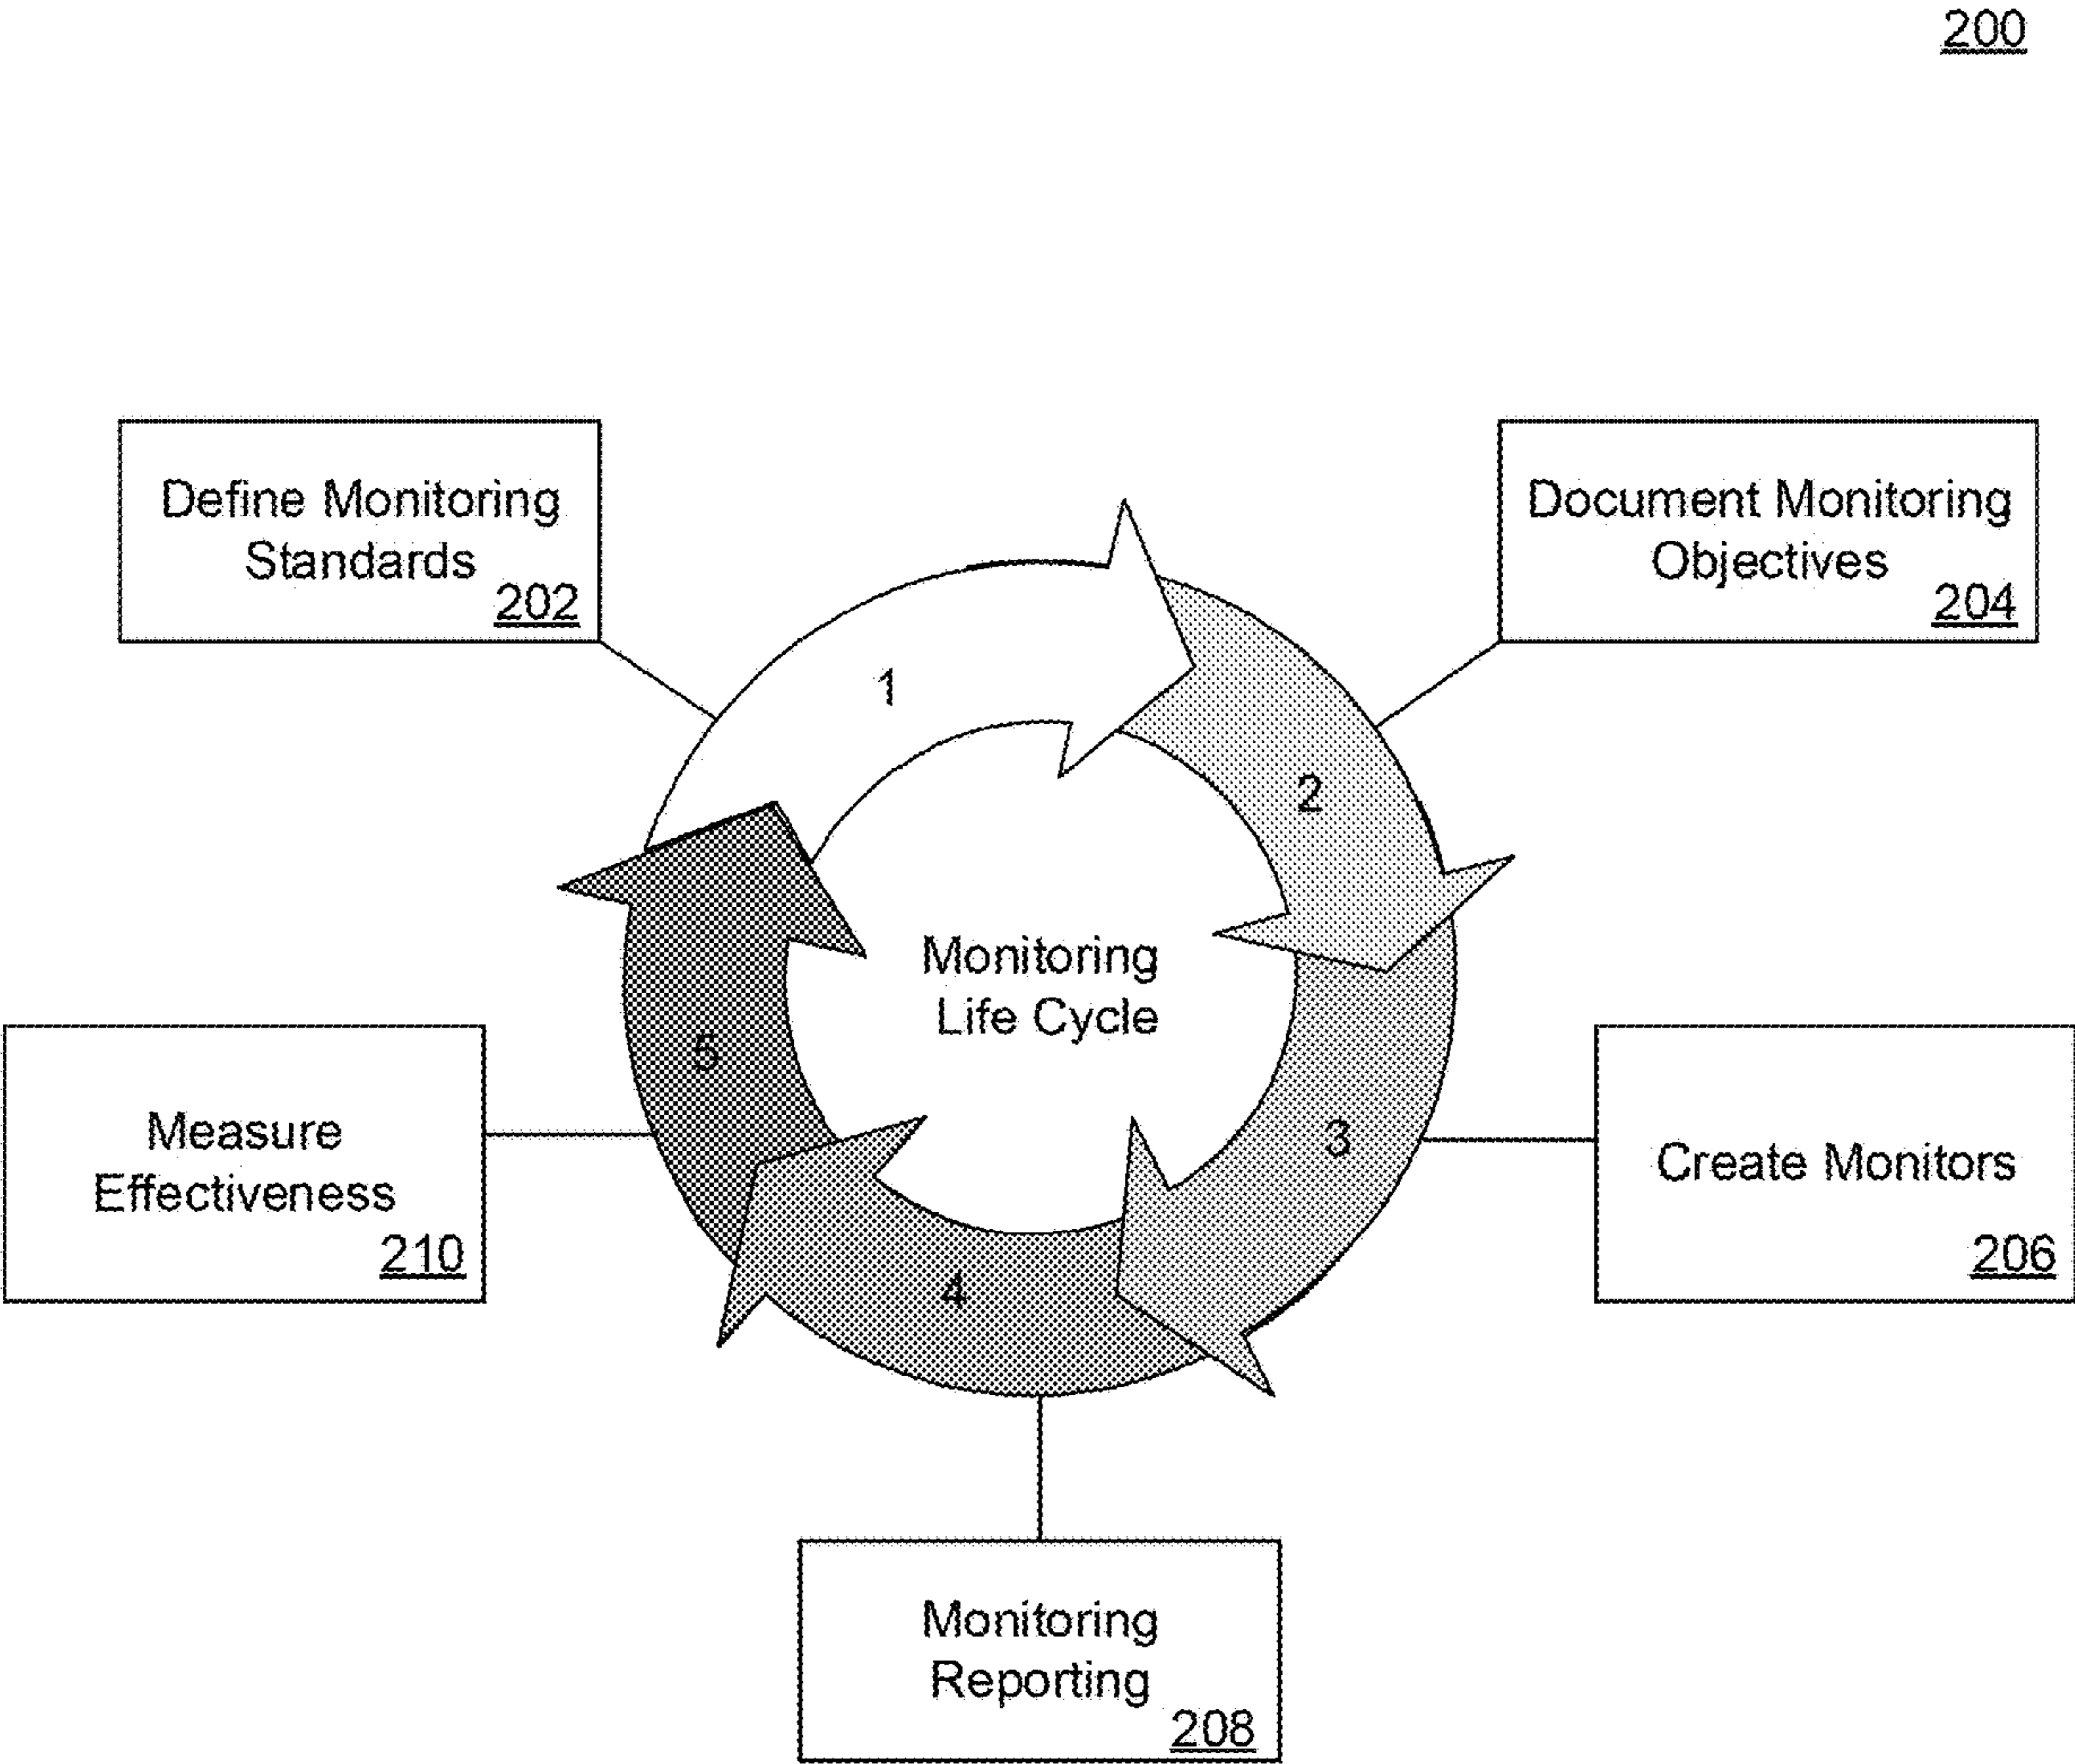 200
Define Monitoring
Standards
202
Document Monitoring
Objectives
204
1
2
Monitoring
Life Cycle
3
4
5
Create Monitors
206
Monitoring
Reporting
208
Measure
Effectiveness
210